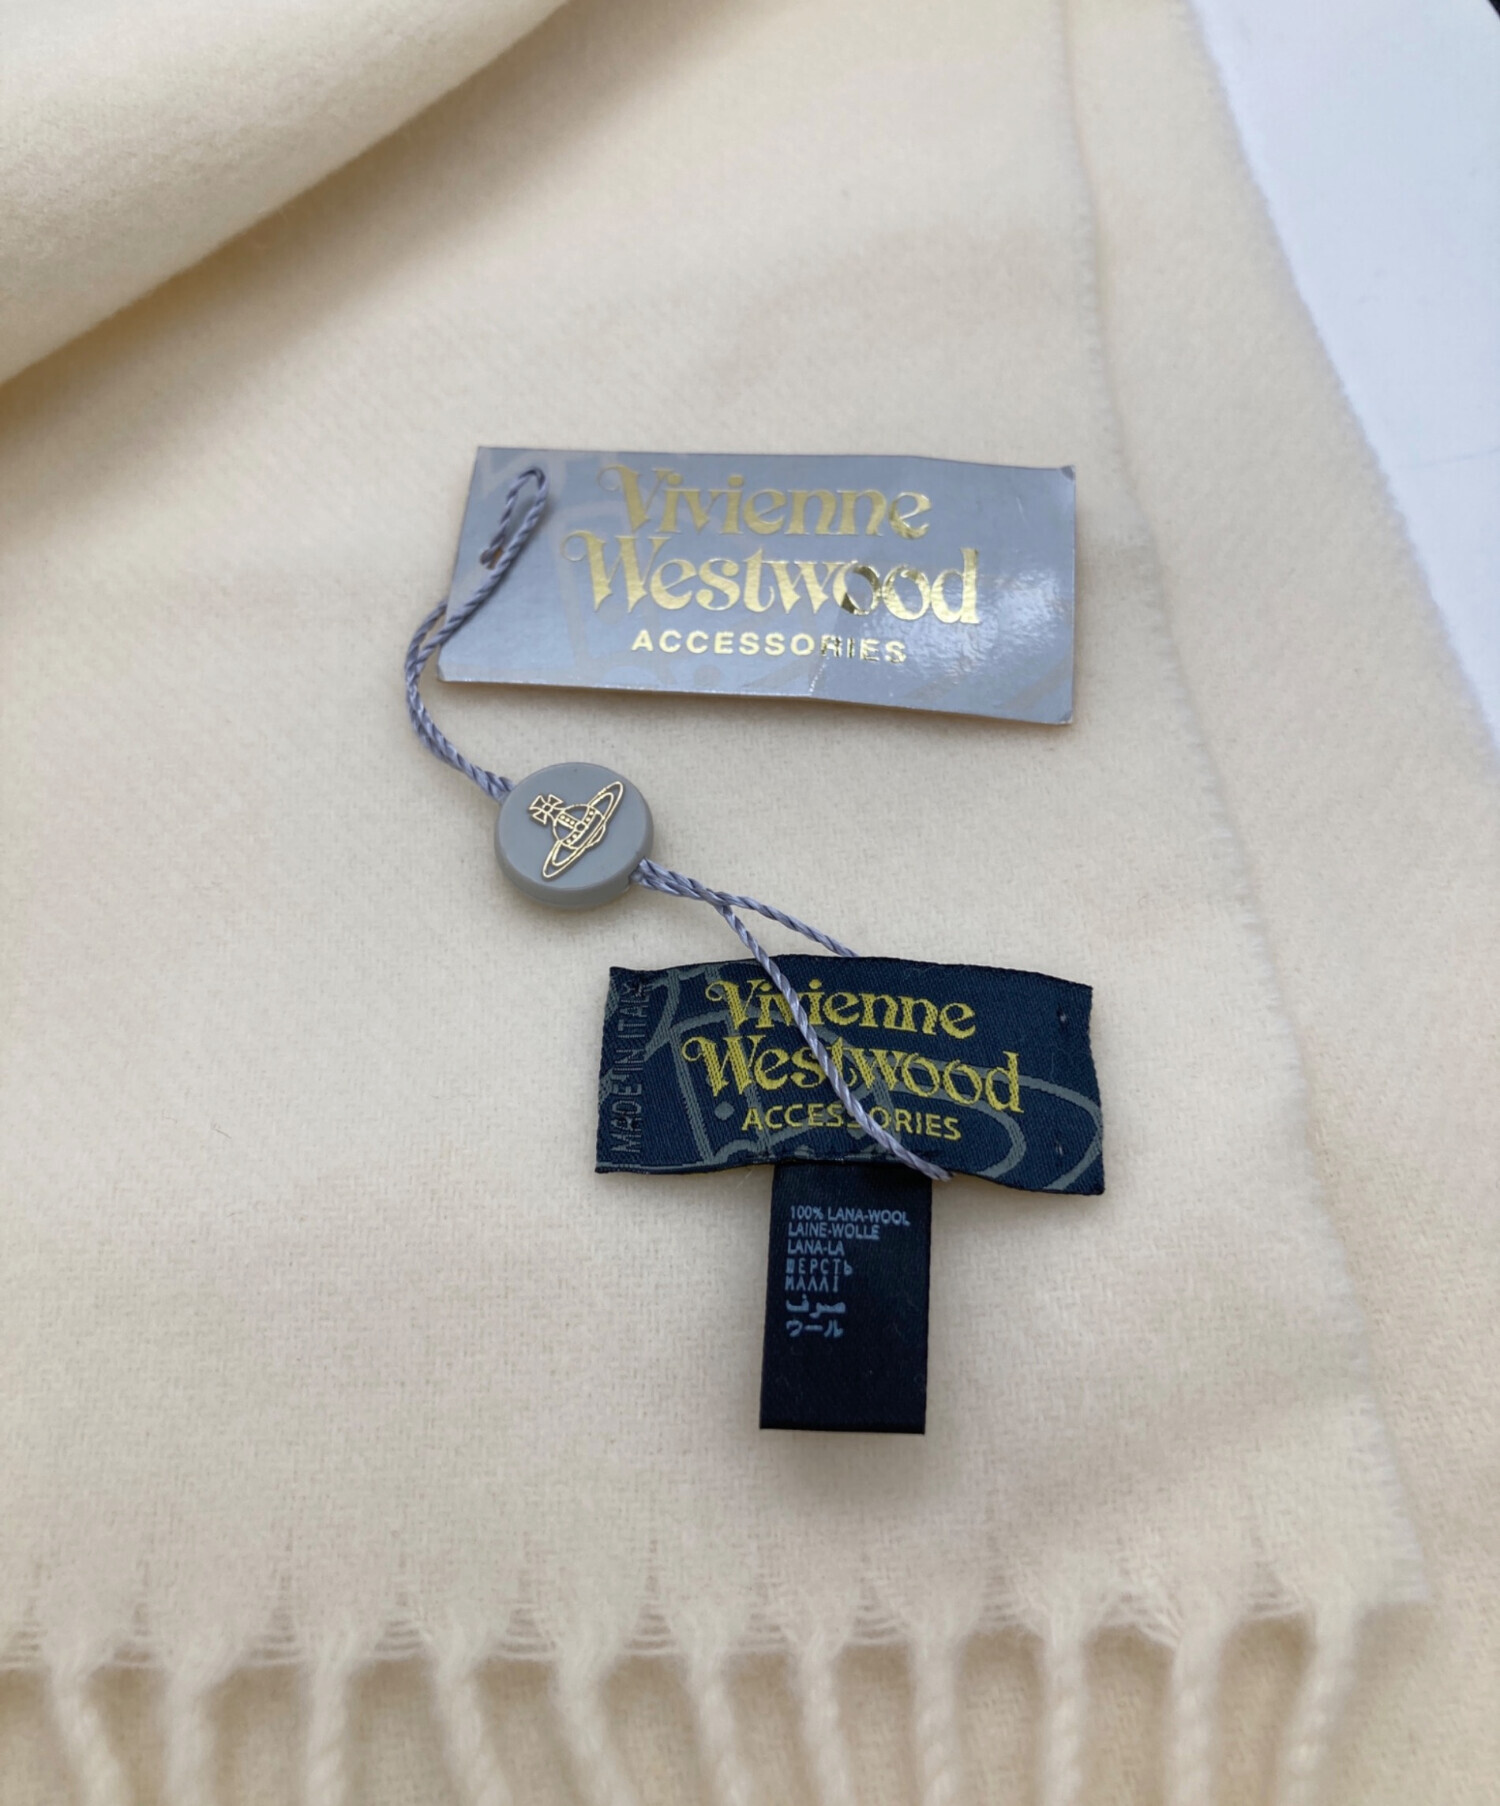 Vivienne
Westwood
ACCESSORIES
MADE IN ITALY
Vivienne
Westwood
ACCESSORIES
100% LANA-WOOL
LAINE-WOLLE
LANA-LA
ШЕРСТЬ
ΜΑΛΛΙ
صوف
ウール